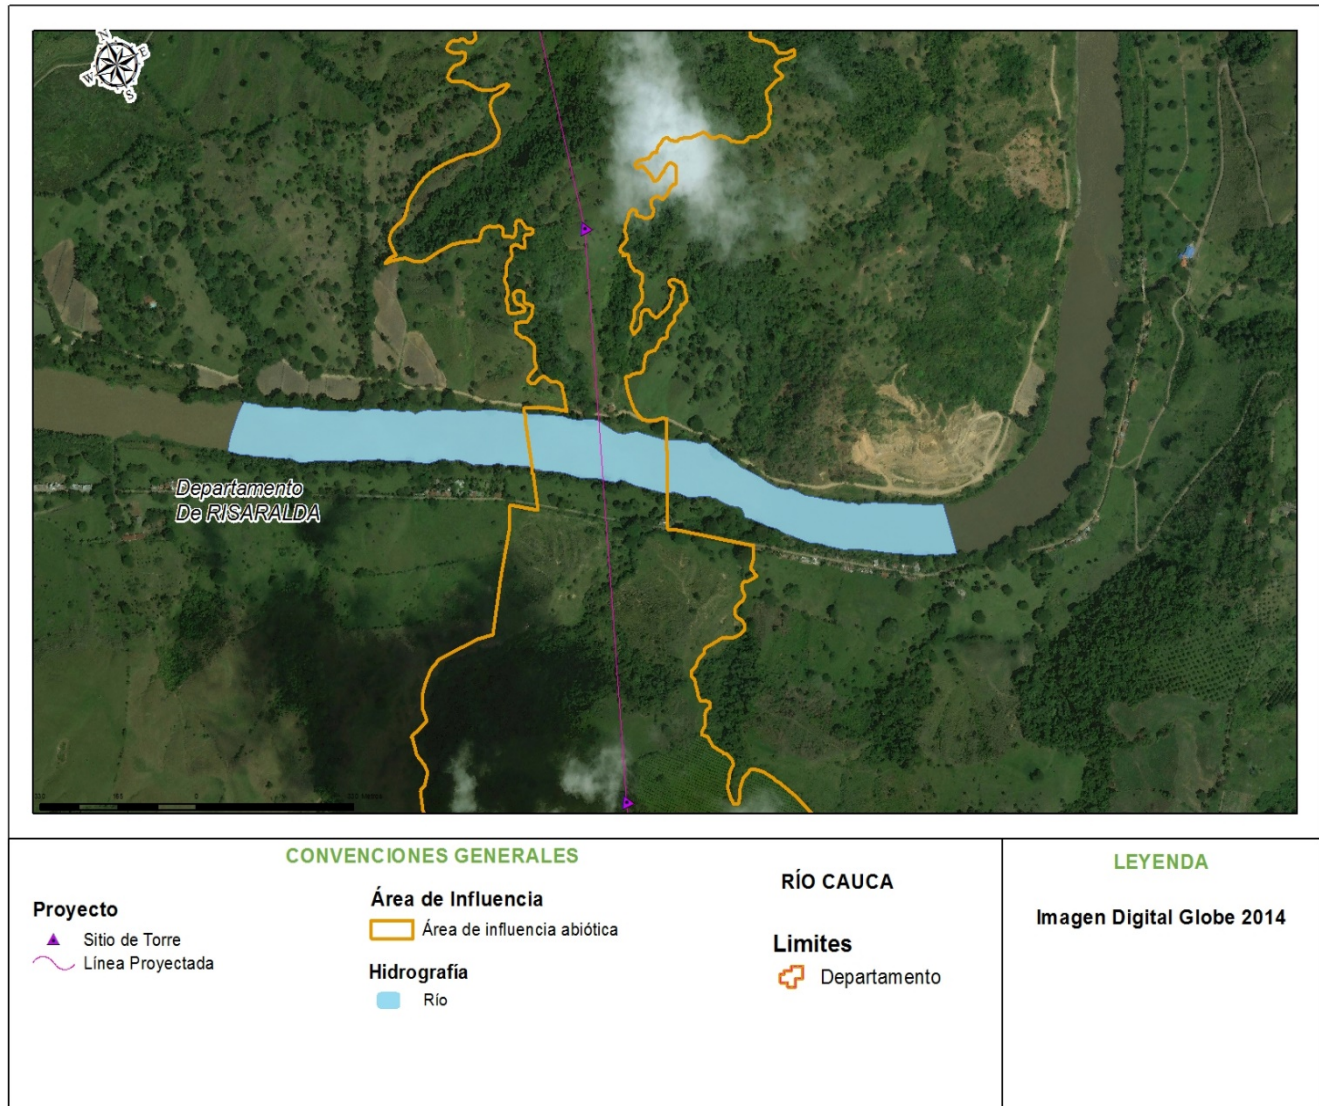 N
E
W
S
Departamento
De RISARALDA
CONVENCIONES GENERALES
Proyecto
Sitio de Torre
Línea Proyectada
Área de Influencia
Área de influencia abiótica
Hidrografía
Río
RÍO CAUCA
Limites
Departamento
LEYENDA
Imagen Digital Globe 2014